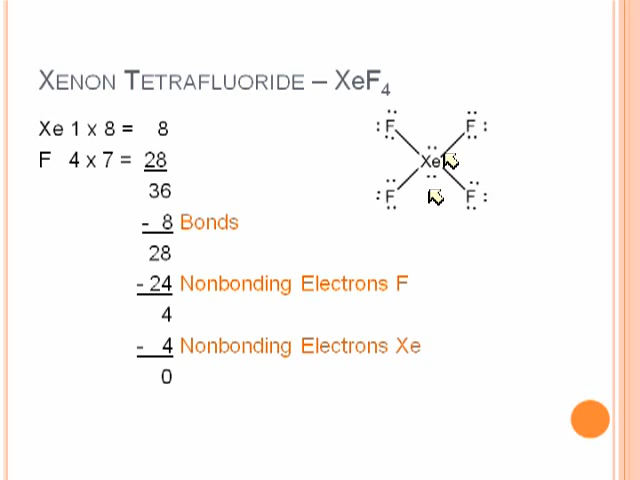 XENON TETRAFLUORIDE – XeF4
Xe 1 x 8 = 8
F 4 x 7 = 28
36
- 8 Bonds
28
- 24 Nonbonding Electrons F
4
- 4 Nonbonding Electrons Xe
0
F F
Xe
F F